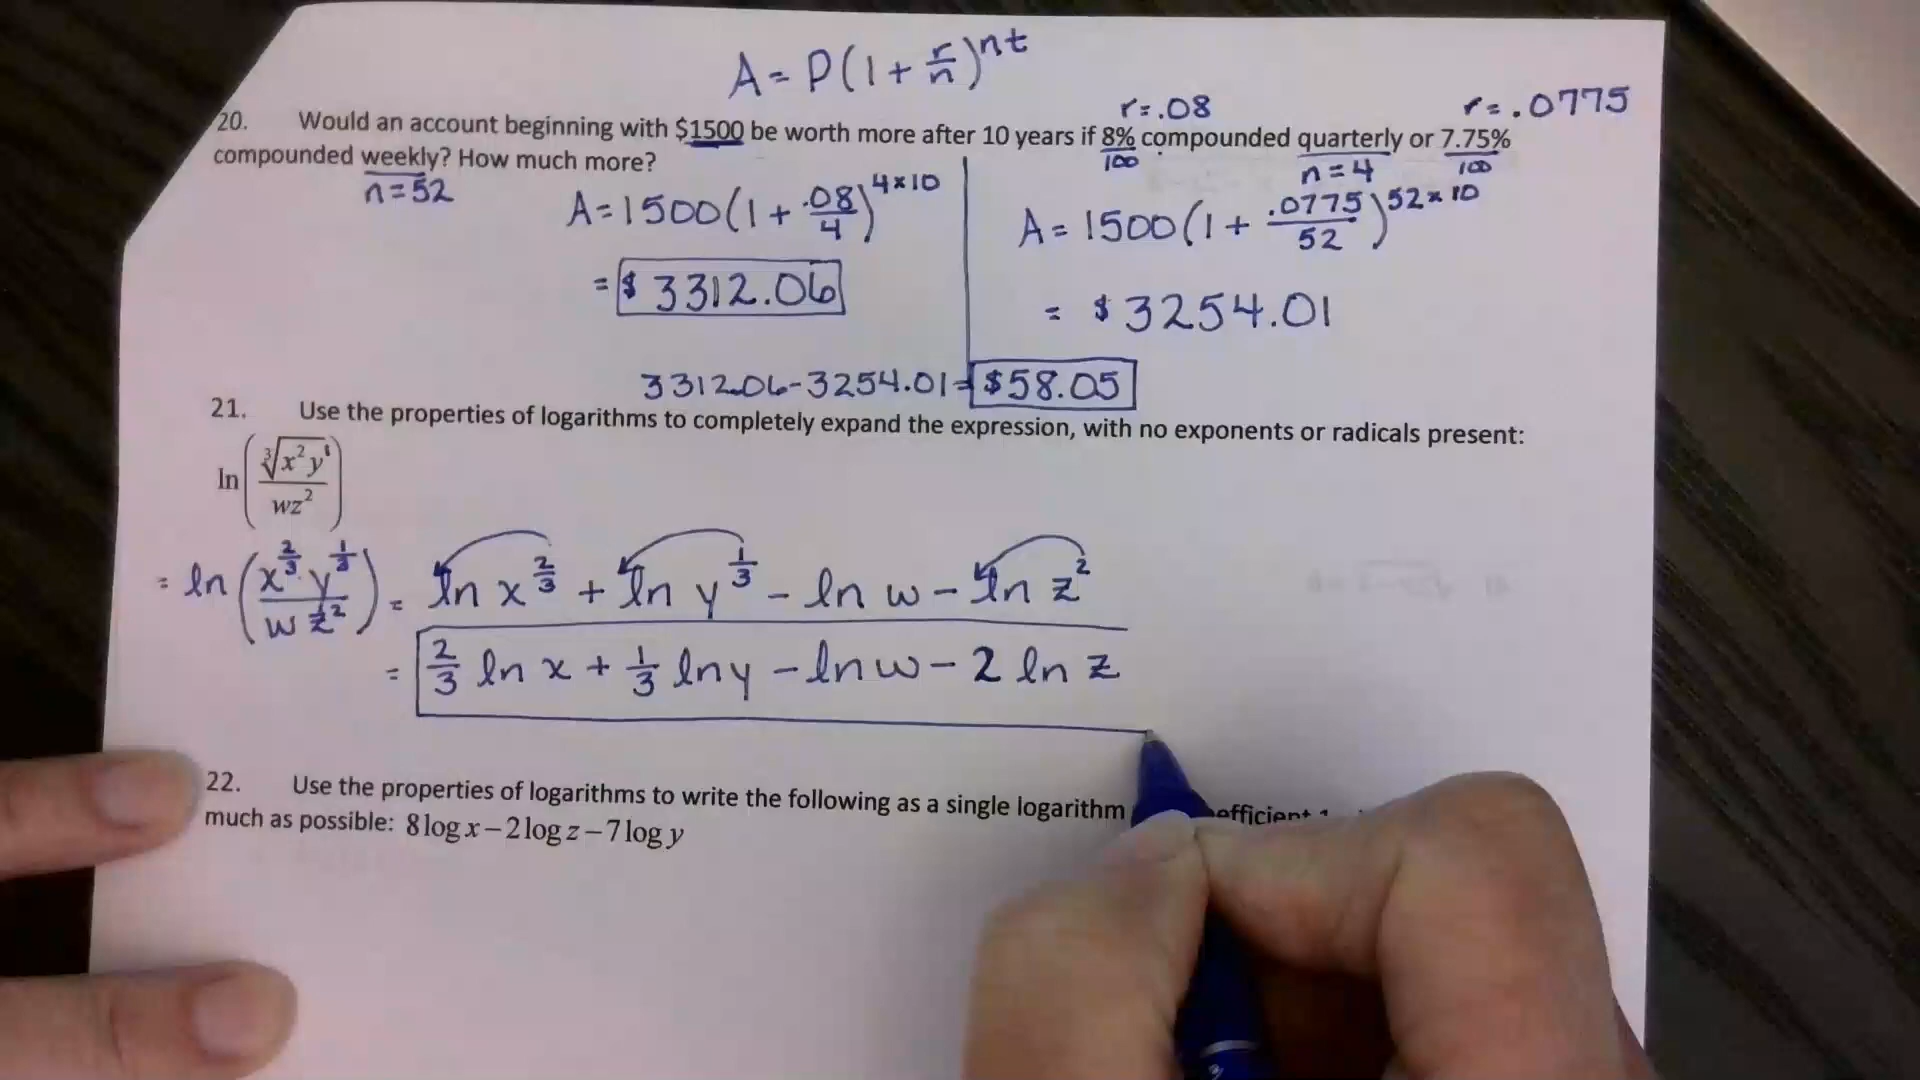 A = P(1 + r/n)^nt
r = .08 r = .0775
20. Would an account beginning with $1500 be worth more after 10 years if 8% compounded quarterly or 7.75%
100 n = 4 100
compounded weekly? How much more?
n = 52
A = 1500(1 + .08/4)^4×10
= $3312.06
A = 1500(1 + .0775/52)^52×10
= $3254.01
3312.06 - 3254.01 = $58.05
21. Use the properties of logarithms to completely expand the expression, with no exponents or radicals present:
ln(∛(x²y¹)/(wz²))
= ln(x^(2/3) · y^(1/3)/(w z²)) = ln x^(2/3) + ln y^(1/3) - ln w - ln z²
= 2/3 ln x + 1/3 ln y - ln w - 2 ln z
22. Use the properties of logarithms to write the following as a single logarithm
much as possible: 8 log x − 2 log z − 7 log y